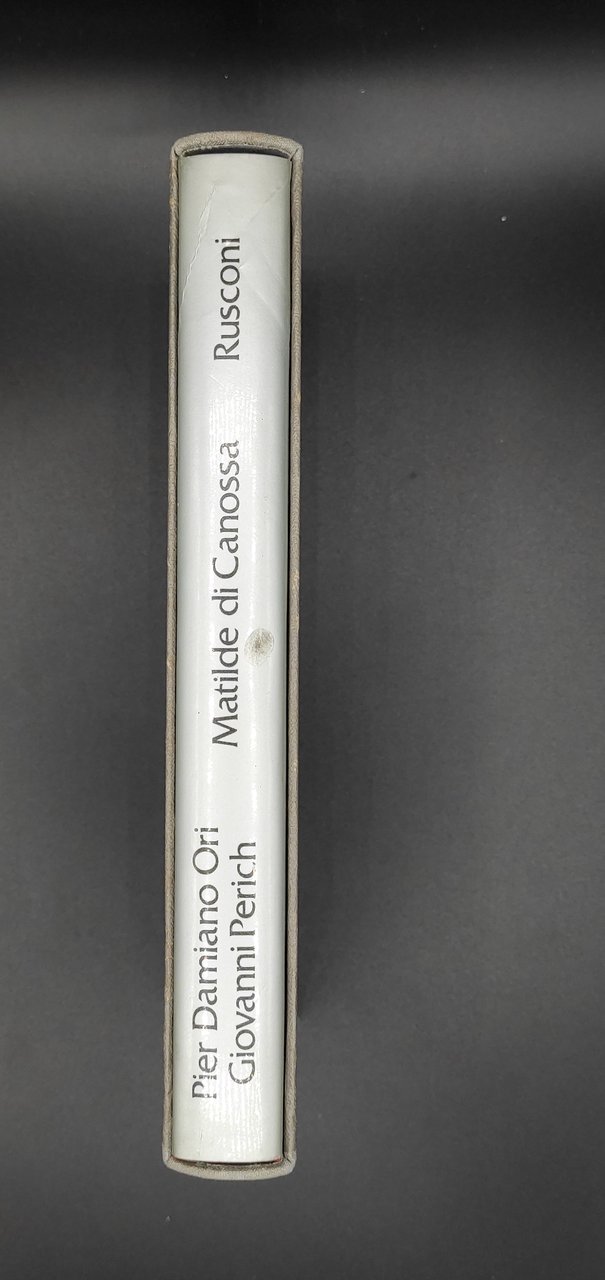 Pier Damiano Ori
Giovanni Perich
Matilde di Canossa
Rusconi